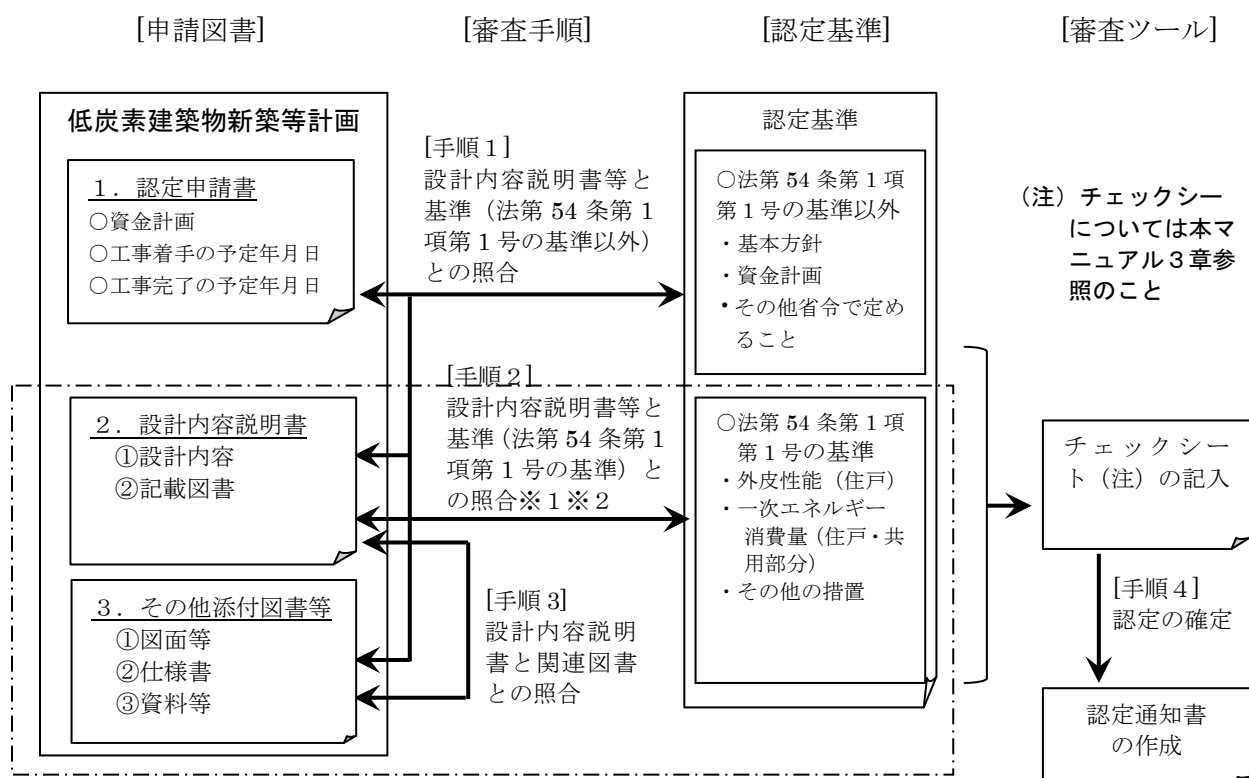 [申請図書]
[審査手順]
[認定基準]
[審査ツール]
低炭素建築物新築等計画
１．認定申請書
○資金計画
○工事着手の予定年月日
○工事完了の予定年月日
２．設計内容説明書
①設計内容
②記載図書
３．その他添付図書等
①図面等
②仕様書
③資料等
[手順１]
設計内容説明書等と
基準（法第 54 条第１
項第１号の基準以外）
との照合
[手順２]
設計内容説明書等と
基準（法第 54 条第１
項第１号の基準）と
の照合※１※２
[手順３]
設計内容説明
書と関連図書
との照合
認定基準
○法第 54 条第１項
第１号の基準以外
・基本方針
・資金計画
・その他省令で定め
ること
○法第 54 条第１項
第１号の基準
・外皮性能（住戸）
・一次エネルギー
消費量（住戸・共
用部分）
・その他の措置
（注）チェックシー
については本マ
ニュアル３章参
照のこと
チェックシー
ト（注）の記入
[手順４]
認定の確定
認定通知書
の作成